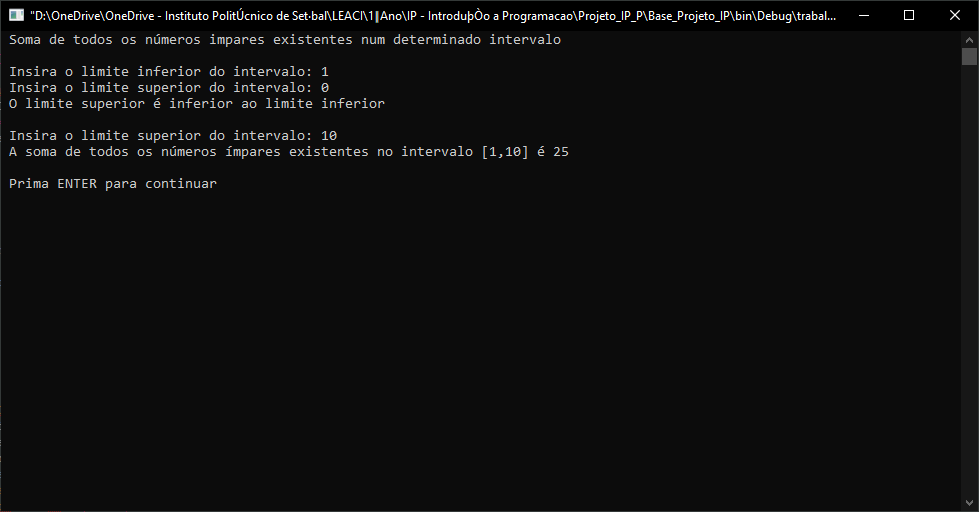 "D:\OneDrive\OneDrive - Instituto PolitÚcnico de Set·bal\LEACI\1║Ano\IP - IntroduþÒo a Programacao\Projeto_IP_P\Base_Projeto_IP\bin\Debug\trabal...
Soma de todos os números impares existentes num determinado intervalo
Insira o limite inferior do intervalo: 1
Insira o limite superior do intervalo: 0
O limite superior é inferior ao limite inferior
Insira o limite superior do intervalo: 10
A soma de todos os números ímpares existentes no intervalo [1,10] é 25
Prima ENTER para continuar